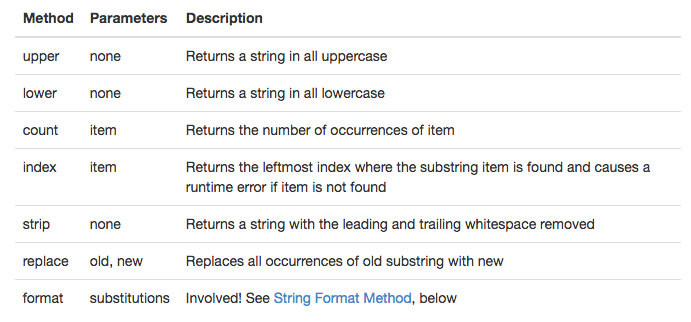 Method Parameters Description
upper none Returns a string in all uppercase
lower none Returns a string in all lowercase
count item Returns the number of occurrences of item
index item Returns the leftmost index where the substring item is found and causes a
runtime error if item is not found
strip none Returns a string with the leading and trailing whitespace removed
replace old, new Replaces all occurrences of old substring with new
format substitutions Involved! See String Format Method, below